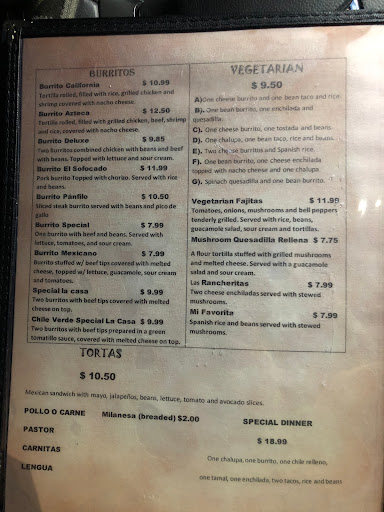 BURRITOS
Burrito California $ 10.99
Tortilla rolled, filled with rice, grilled chicken and
shrimp covered with nacho cheese.
Burrito Azteca $ 12.50
Tortilla rolled, filled with grilled chicken, beef, shrimp
and rice, covered with nacho cheese.
Burrito Deluxe $ 9.85
Two burritos combined chicken with beans and beef
with beans. Topped with lettuce and sour cream.
Burrito El Sofocado $ 11.99
Pork burrito Topped with chorizo. Served with rice
and beans.
Burrito Pánfilo $ 10.50
Sliced steak burrito served with beans and pico de
gallo
Burrito Special $ 7.99
One burrito with beef and beans. Served with
lettuce, tomatoes, and sour cream.
Burrito Mexicano $ 7.99
Burrito stuffed w/ beef tips covered with melted
cheese, topped w/ lettuce, guacamole, sour cream
and tomatoes.
Special la casa $ 9.99
Two burritos with beef tips covered with melted
cheese on top.
Chile Verde Special La Casa $ 9.99
Two burritos with beef tips prepared in a green
tomatillo sauce, covered with melted cheese on top.
VEGETARIAN
$ 9.50
A)One cheese burrito and one bean taco and rice.
B). One bean burrito, one enchilada and
quesadilla.
C). One cheese burrito, one tostada and beans.
D). One chalupa, one bean taco, rice and beans.
E). Two cheese burritos and Spanish rice.
F). One bean burrito, one cheese enchilada
topped with nacho cheese and one chalupa.
G). Spinach quesadilla and one bean burrito.
Vegetarian Fajitas $ 11.99
Tomatoes, onions, mushrooms and bell peppers
tenderly grilled. Served with rice, beans,
guacamole salad, sour cream and tortillas.
Mushroom Quesadilla Rellena $ 7.75
A flour tortilla stuffed with grilled mushrooms
and melted cheese. Served with a guacamole
salad and sour cream.
Las Rancheritas $ 7.99
Two cheese enchiladas served with stewed
mushrooms.
Mi Favorita $ 7.99
Spanish rice and beans served with stewed
mushrooms.
TORTAS
$ 10.50
Mexican sandwich with mayo, jalapeños, beans, lettuce, tomato and avocado slices.
POLLO O CARNE Milanesa (breaded) $2.00
PASTOR
CARNITAS
LENGUA
SPECIAL DINNER
$ 18.99
One chalupa, one burrito, one chile relleno,
one tamal, one enchilada, two tacos, rice and beans